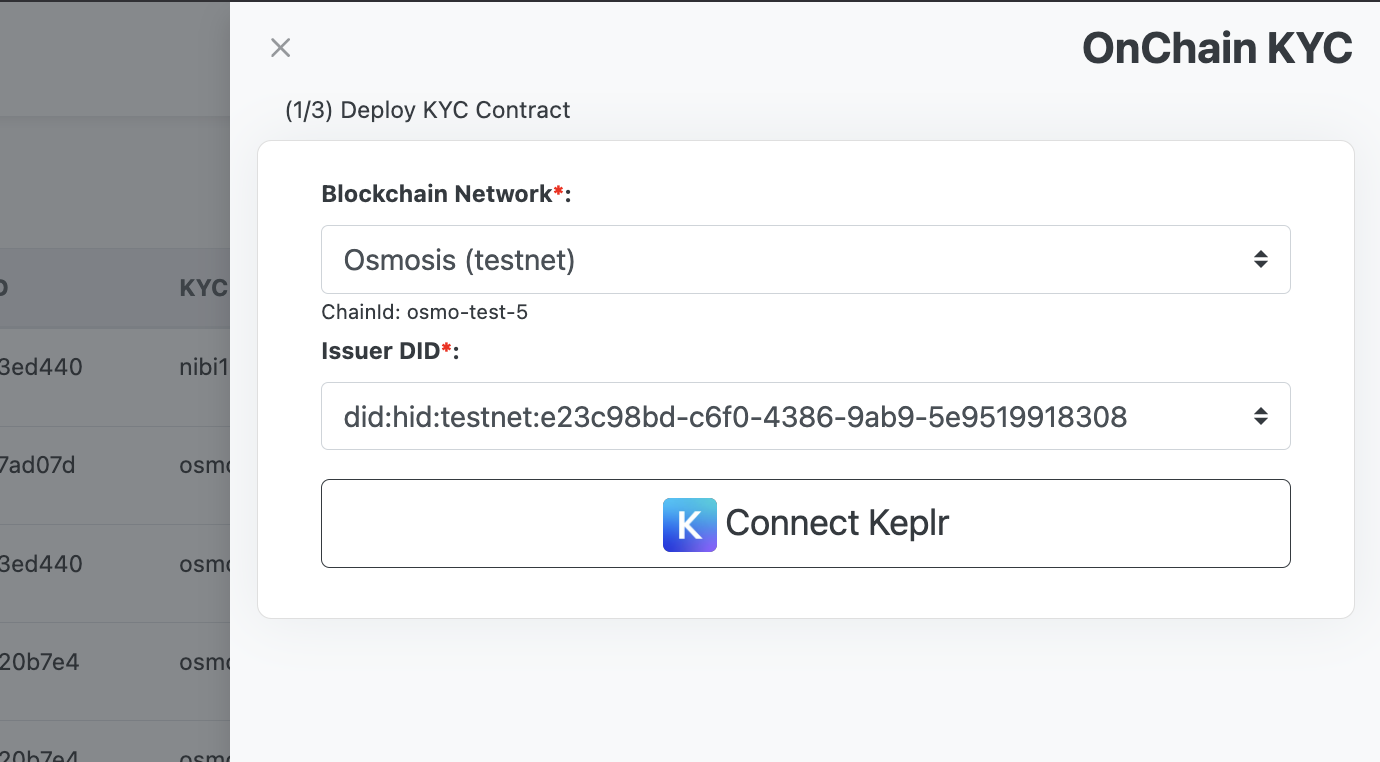 OnChain KYC
(1/3) Deploy KYC Contract
Blockchain Network*:
Osmosis (testnet)
ChainId: osmo-test-5
Issuer DID*:
did:hid:testnet:e23c98bd-c6f0-4386-9ab9-5e9519918308
K Connect Keplr
D KYC
3ed440 nibi1
7ad07d osmo
3ed440 osmo
20b7e4 osmo
20b7e4 osmo